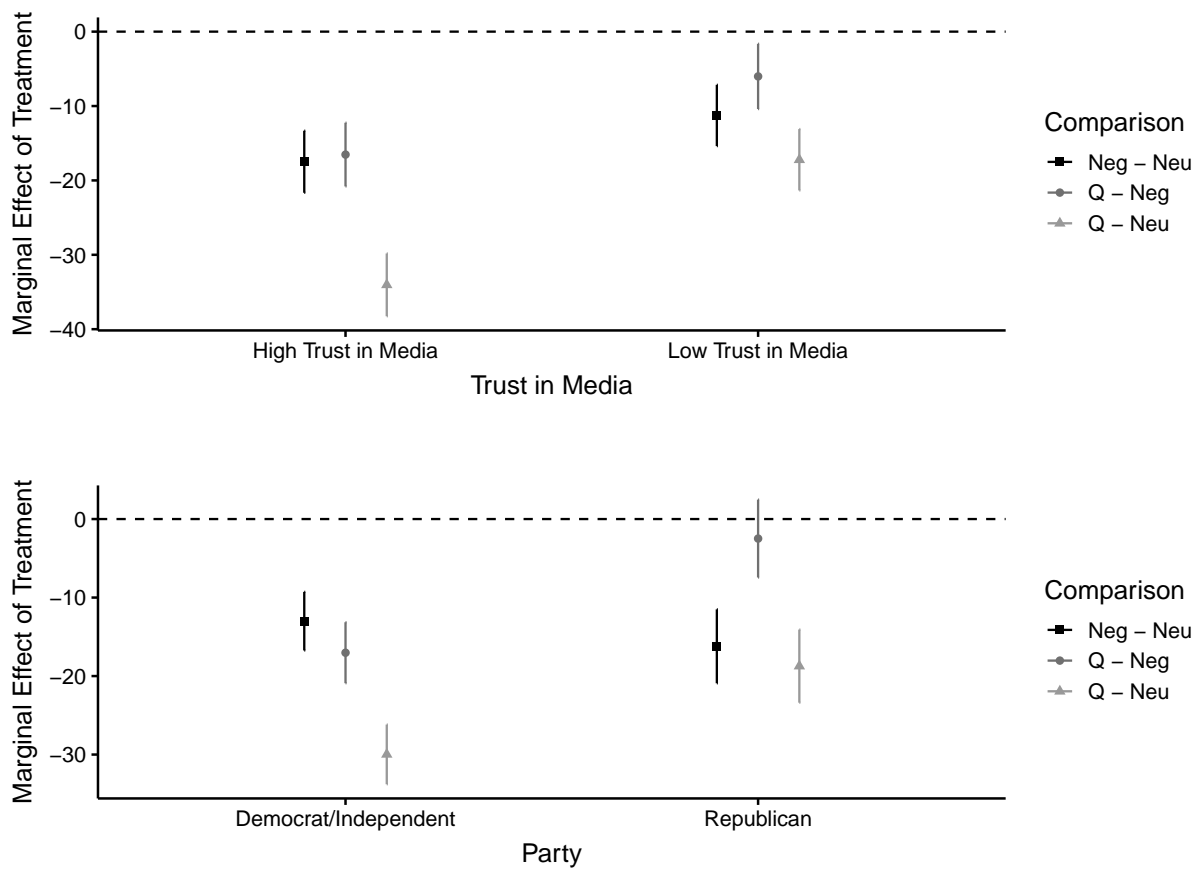 Marginal Effect of Treatment
0
−10
−20
−30
−40
High Trust in Media
Low Trust in Media
Trust in Media
Comparison
Neg − Neu
Q − Neg
Q − Neu
Marginal Effect of Treatment
0
−10
−20
−30
Democrat/Independent
Republican
Party
Comparison
Neg − Neu
Q − Neg
Q − Neu